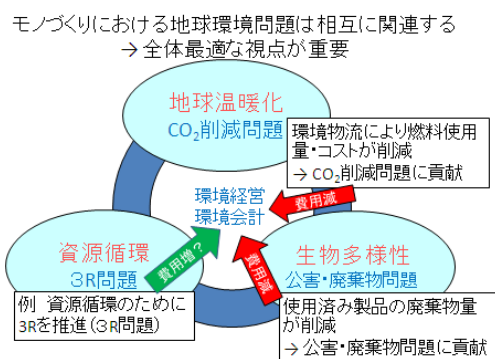 モノづくりにおける地球環境問題は相互に関連する
→ 全体最適な視点が重要
地球温暖化
CO₂削減問題
環境物流により燃料使用
量・コストが削減
→ CO₂削減問題に貢献
環境経営
環境会計
費用減
資源循環
3R問題
費用増?
費用減
生物多様性
公害・廃棄物問題
例 資源循環のために
3Rを推進(3R問題)
使用済み製品の廃棄物量
が削減
→ 公害・廃棄物問題に貢献